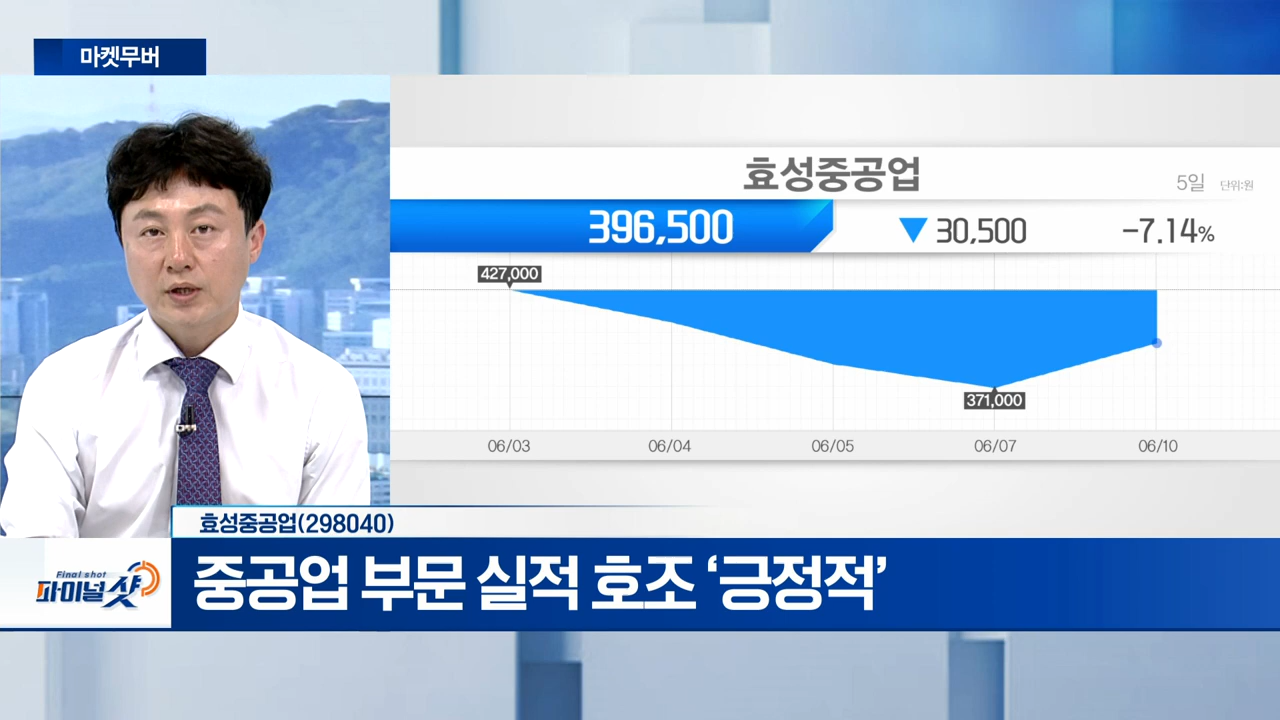 마켓무버
효성중공업
5일 단위:원
396,500 ▼ 30,500 -7.14%
427,000
371,000
06/03 06/04 06/05 06/07 06/10
효성중공업(298040)
Final shot
파이널샷
중공업 부문 실적 호조 ‘긍정적’